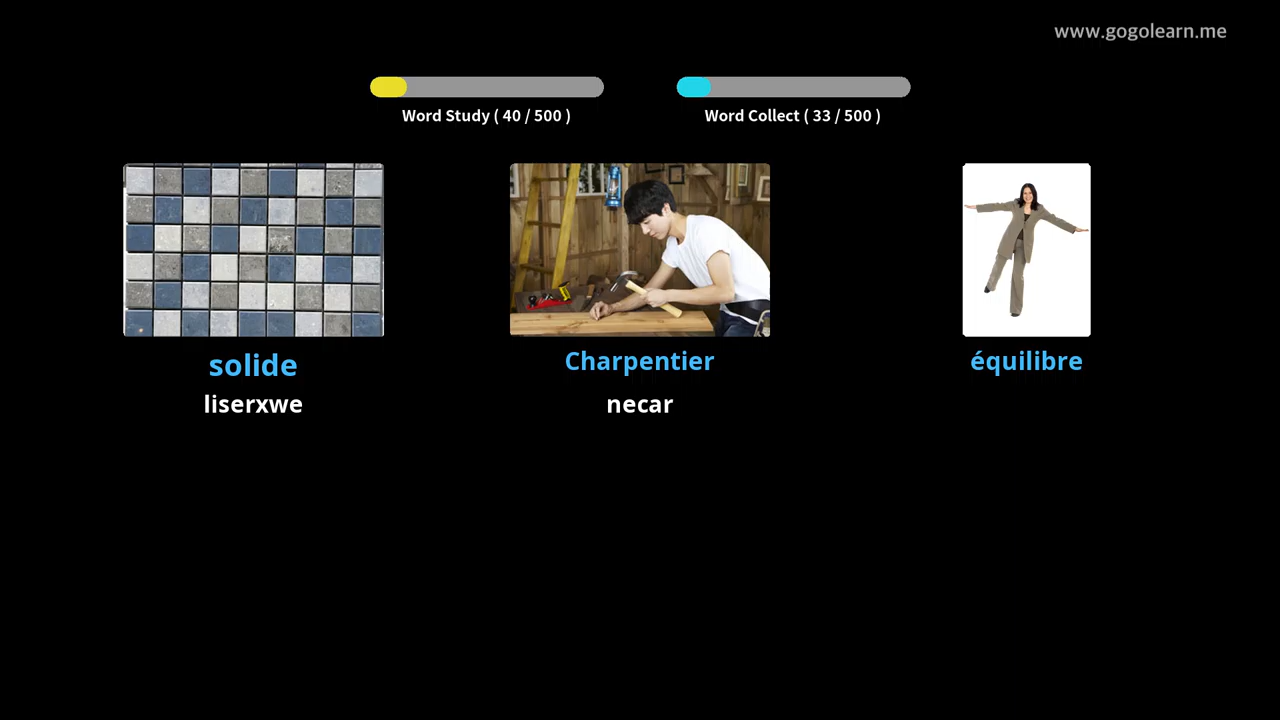 www.gogolearn.me
Word Study ( 40 / 500 )
Word Collect ( 33 / 500 )
solide
Charpentier
équilibre
liserxwe
necar